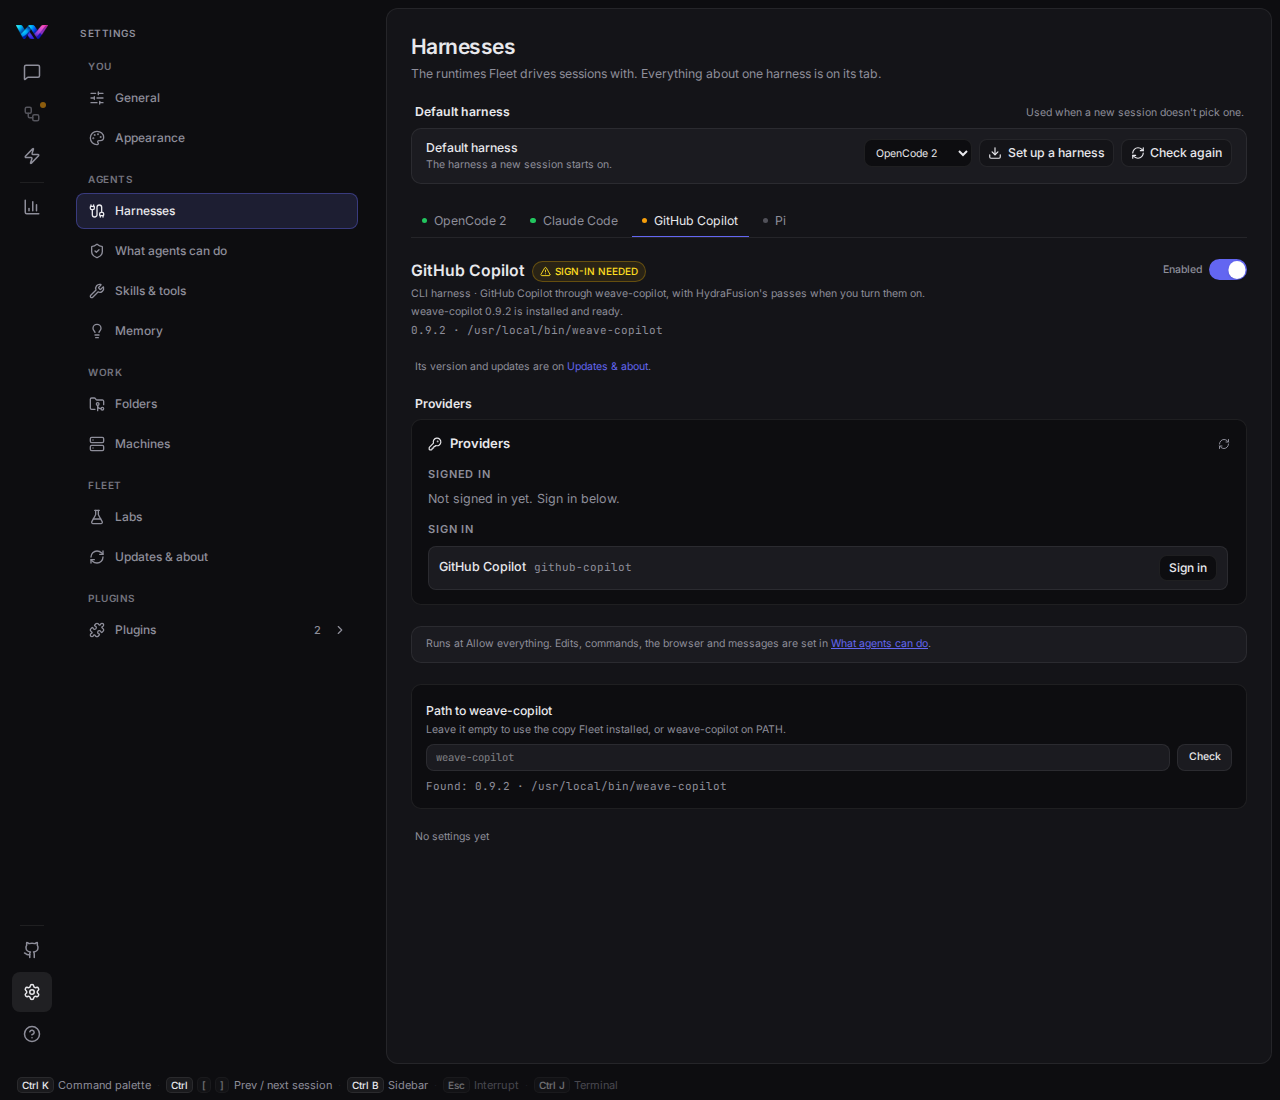 SETTINGS
YOU
General
Appearance
AGENTS
Harnesses
What agents can do
Skills & tools
Memory
WORK
Folders
Machines
FLEET
Labs
Updates & about
PLUGINS
Plugins 2
Harnesses
The runtimes Fleet drives sessions with. Everything about one harness is on its tab.
Default harness Used when a new session doesn't pick one.
Default harness
The harness a new session starts on.
OpenCode 2 Set up a harness Check again
OpenCode 2 Claude Code GitHub Copilot Pi
GitHub Copilot SIGN-IN NEEDED Enabled
CLI harness · GitHub Copilot through weave-copilot, with HydraFusion's passes when you turn them on.
weave-copilot 0.9.2 is installed and ready.
0.9.2 · /usr/local/bin/weave-copilot
Its version and updates are on Updates & about.
Providers
Providers
SIGNED IN
Not signed in yet. Sign in below.
SIGN IN
GitHub Copilot github-copilot Sign in
Runs at Allow everything. Edits, commands, the browser and messages are set in What agents can do.
Path to weave-copilot
Leave it empty to use the copy Fleet installed, or weave-copilot on PATH.
weave-copilot Check
Found: 0.9.2 · /usr/local/bin/weave-copilot
No settings yet
Ctrl K Command palette Ctrl [ ] Prev / next session Ctrl B Sidebar Esc Interrupt Ctrl J Terminal